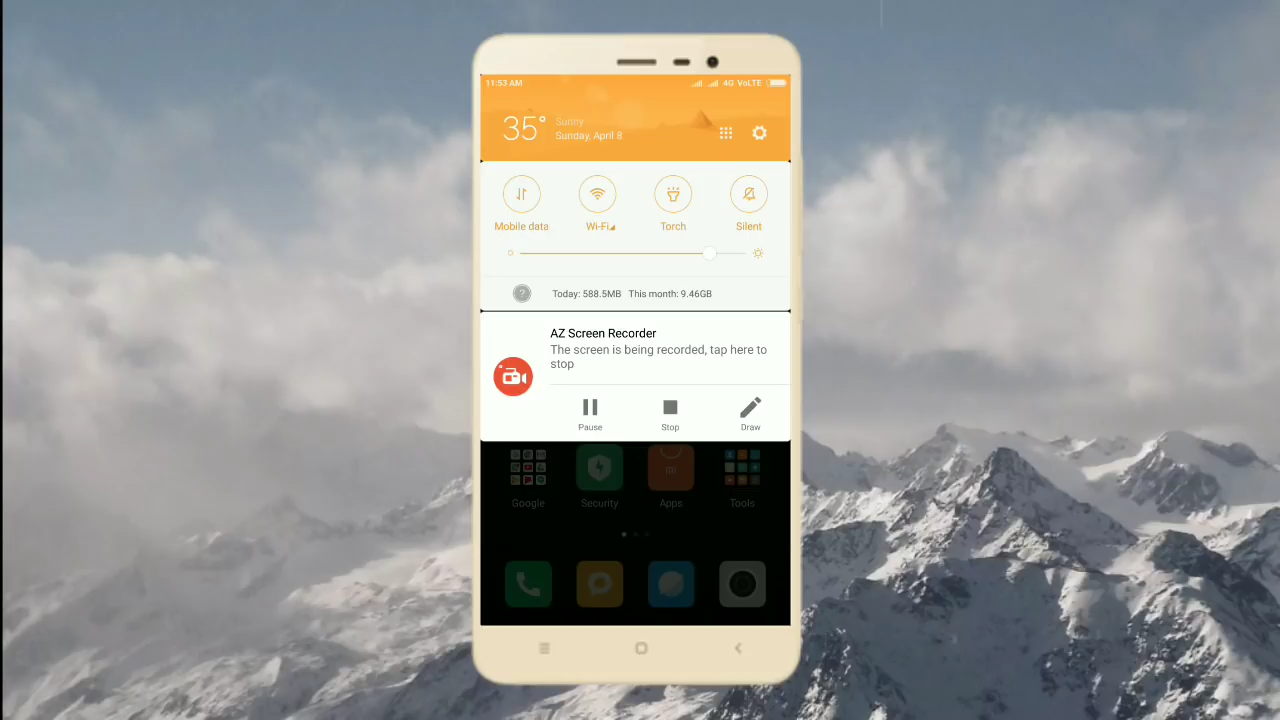 11:53 AM
4G VoLTE
35°
Sunny
Sunday, April 8
Mobile data
Wi-Fi
Torch
Silent
Today: 588.5MB This month: 9.46GB
AZ Screen Recorder
The screen is being recorded, tap here to
stop
Pause
Stop
Draw
Google
Security
Apps
Tools